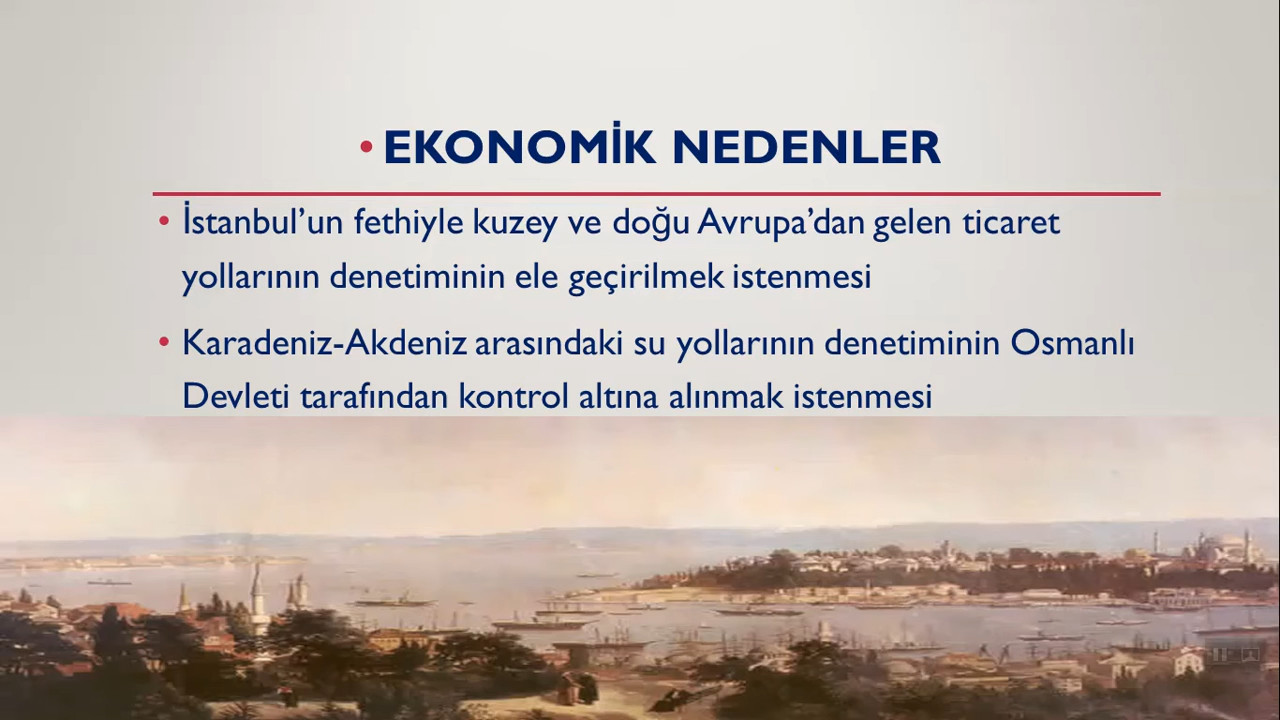 • EKONOMİK NEDENLER
• İstanbul’un fethiyle kuzey ve doğu Avrupa’dan gelen ticaret
yollarının denetiminin ele geçirilmek istenmesi
• Karadeniz-Akdeniz arasındaki su yollarının denetiminin Osmanlı
Devleti tarafından kontrol altına alınmak istenmesi